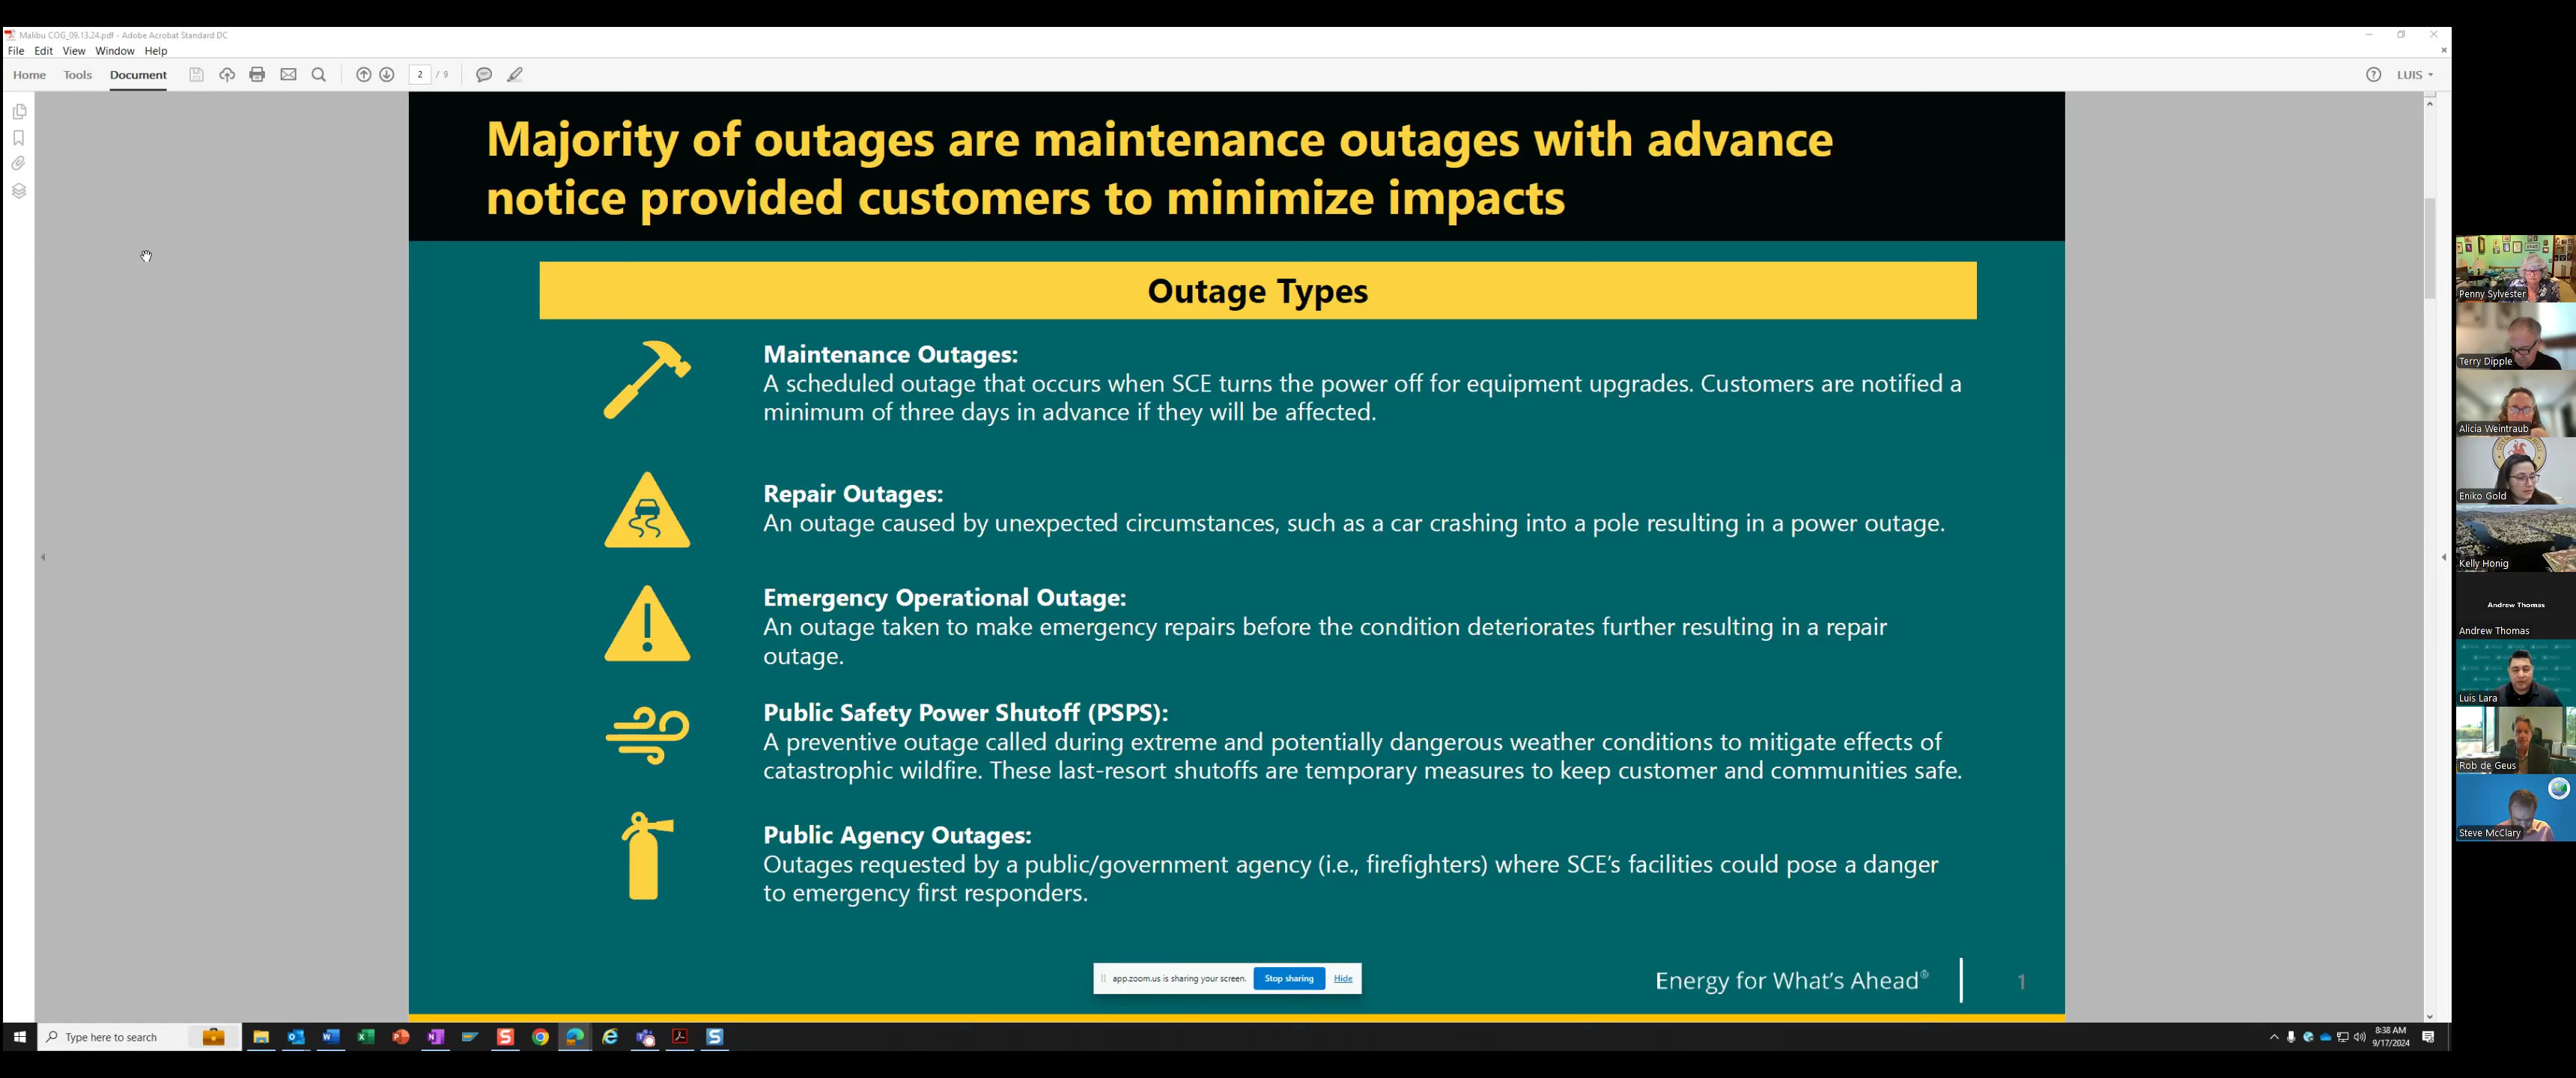 Malibu COG_09.13.24.pdf - Adobe Acrobat Standard DC
File Edit View Window Help
Home Tools Document 2 / 9 LUIS
Majority of outages are maintenance outages with advance
notice provided customers to minimize impacts
Outage Types
Maintenance Outages:
A scheduled outage that occurs when SCE turns the power off for equipment upgrades. Customers are notified a
minimum of three days in advance if they will be affected.
Repair Outages:
An outage caused by unexpected circumstances, such as a car crashing into a pole resulting in a power outage.
Emergency Operational Outage:
An outage taken to make emergency repairs before the condition deteriorates further resulting in a repair
outage.
Public Safety Power Shutoff (PSPS):
A preventive outage called during extreme and potentially dangerous weather conditions to mitigate effects of
catastrophic wildfire. These last-resort shutoffs are temporary measures to keep customer and communities safe.
Public Agency Outages:
Outages requested by a public/government agency (i.e., firefighters) where SCE's facilities could pose a danger
to emergency first responders.
app.zoom.us is sharing your screen. Stop sharing Hide
Energy for What's Ahead® 1
Penny Sylvester
Terry Dipple
Alicia Weintraub
Eniko Gold
Kelly Honig
Andrew Thomas
Andrew Thomas
Luis Lara
Rob de Geus
Steve McClary
Type here to search
8:38 AM
9/17/2024